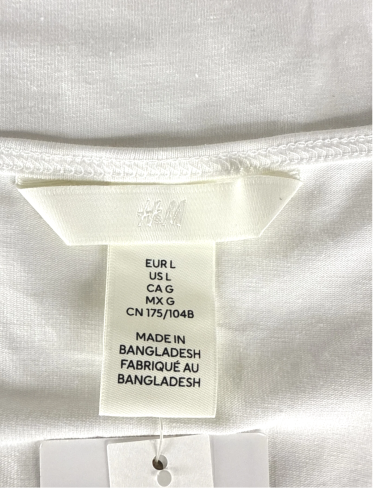 H&M
EUR L
US L
CA G
MX G
CN 175/104B
MADE IN
BANGLADESH
FABRIQUÉ AU
BANGLADESH